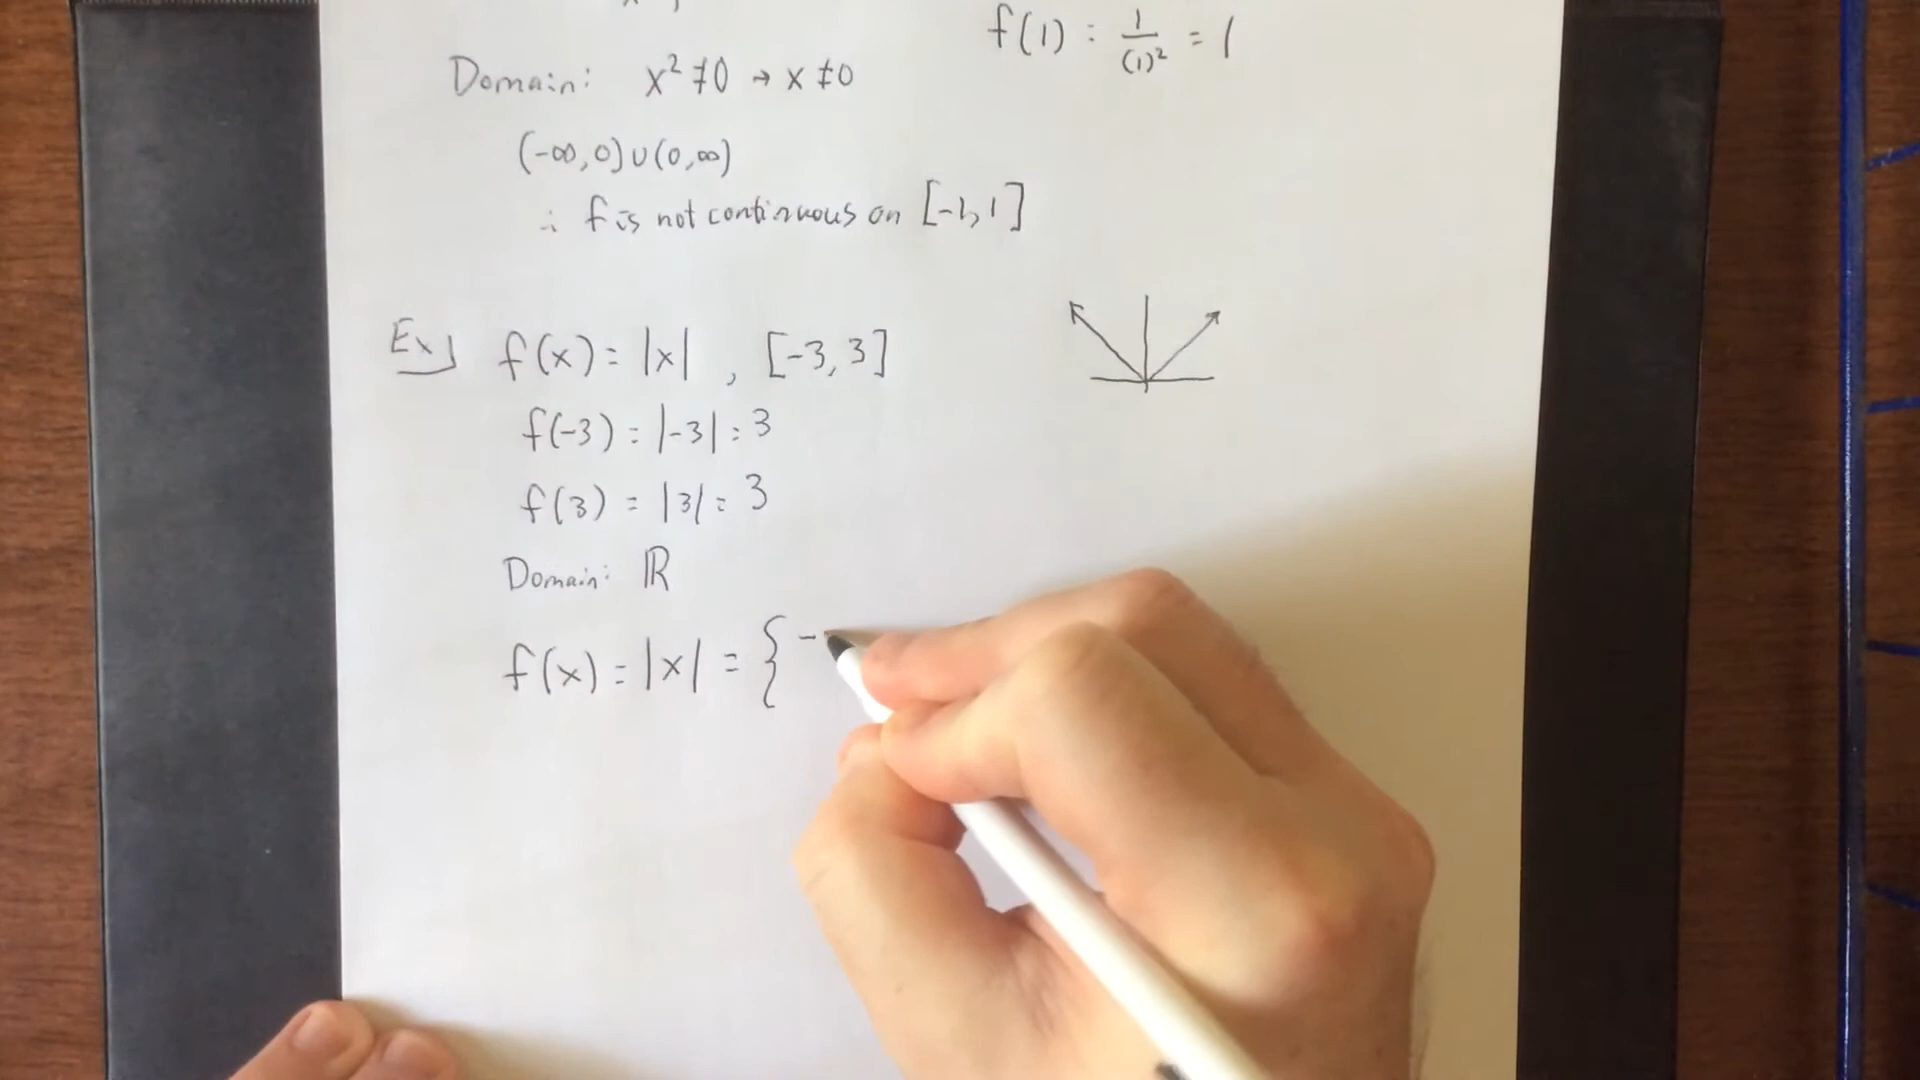 f(1) = 1/(1)² = 1
Domain: x² ≠ 0 → x ≠ 0
(-∞, 0) ∪ (0, ∞)
∴ f is not continuous on [-1, 1]
Ex) f(x) = |x| , [-3, 3]
f(-3) = |-3| = 3
f(3) = |3| = 3
Domain: ℝ
f(x) = |x| = { -